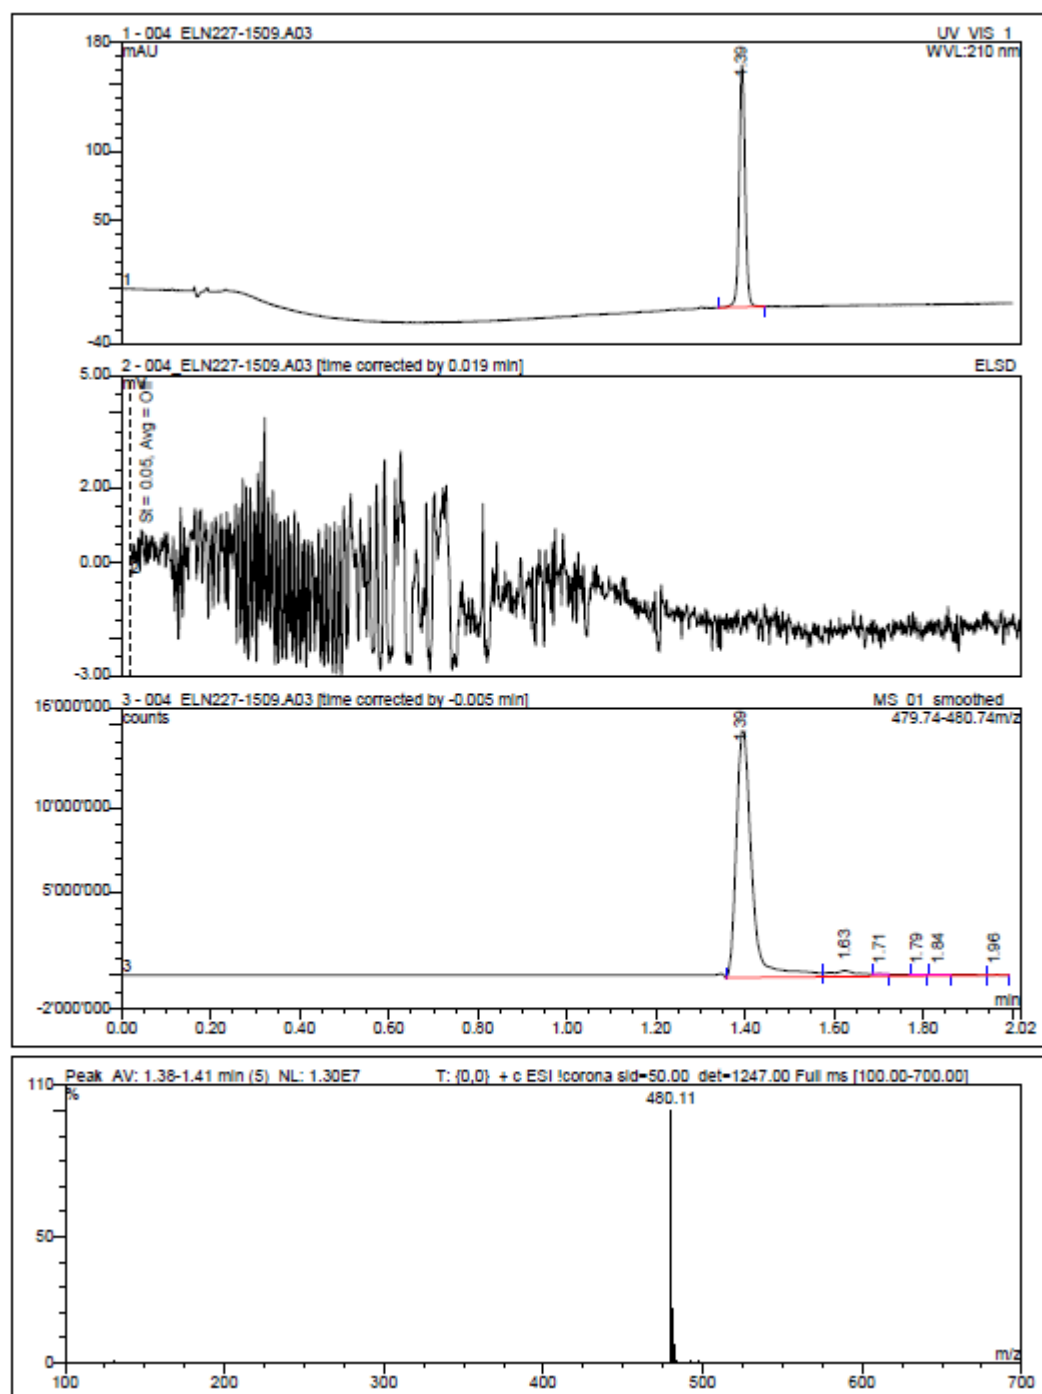 1 - 004_ELN227-1509.A03 UV_VIS_1
180
mAU WVL:210 nm
1.39
100
50
1
-40
2 - 004_ELN227-1509.A03 [time corrected by 0.019 min] ELSD
5.00
mV
SI = 0.05, Avg =
2.00
0.00
-3.00
3 - 004_ELN227-1509.A03 [time corrected by -0.005 min] MS_01_smoothed
16'000'000
counts 479.74-480.74m/z
1.39
10'000'000
5'000'000
1.63 1.71 1.79 1.84 1.96
3
-2'000'000 min
0.00 0.20 0.40 0.60 0.80 1.00 1.20 1.40 1.60 1.80 2.02
110 Peak AV: 1.38-1.41 min (5) NL: 1.30E7 T: {0,0} + c ESI !corona sid=50.00 det=1247.00 Full ms [100.00-700.00]
%
480.11
50
0 m/z
100 200 300 400 500 600 700